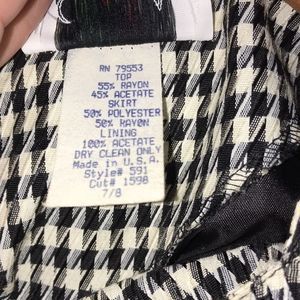 RN 79553
TOP
55% RAYON
45% ACETATE
SKIRT
50% POLYESTER
50% RAYON
LINING
100% ACETATE
DRY CLEAN ONLY
Made in U.S.A.
Style# 591
Cut# 1598
7/8